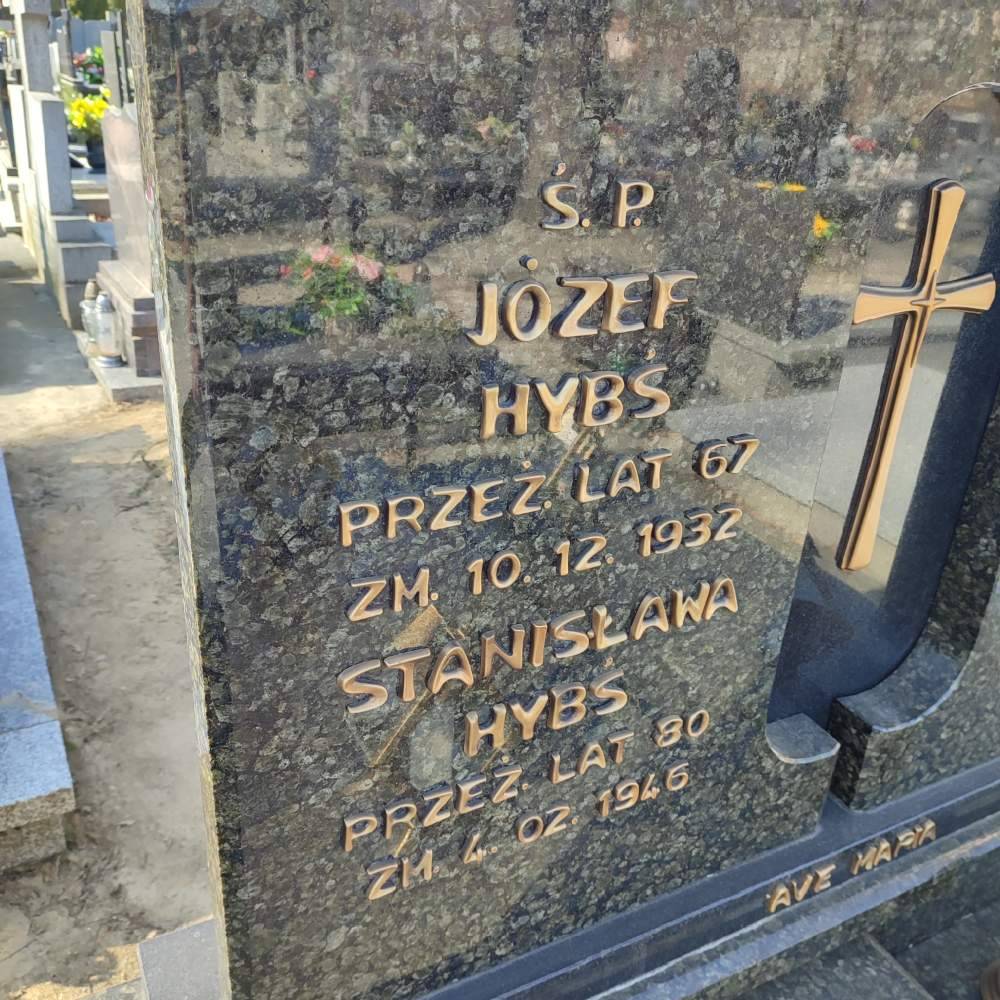 Ś. P.
JÓZEF
HYBŚ
PRZEŻ. LAT 67
ZM. 10. 12. 1932
STANISŁAWA
HYBŚ
PRZEŻ. LAT 80
ZM. 4. 02. 1946
AVE MARIA